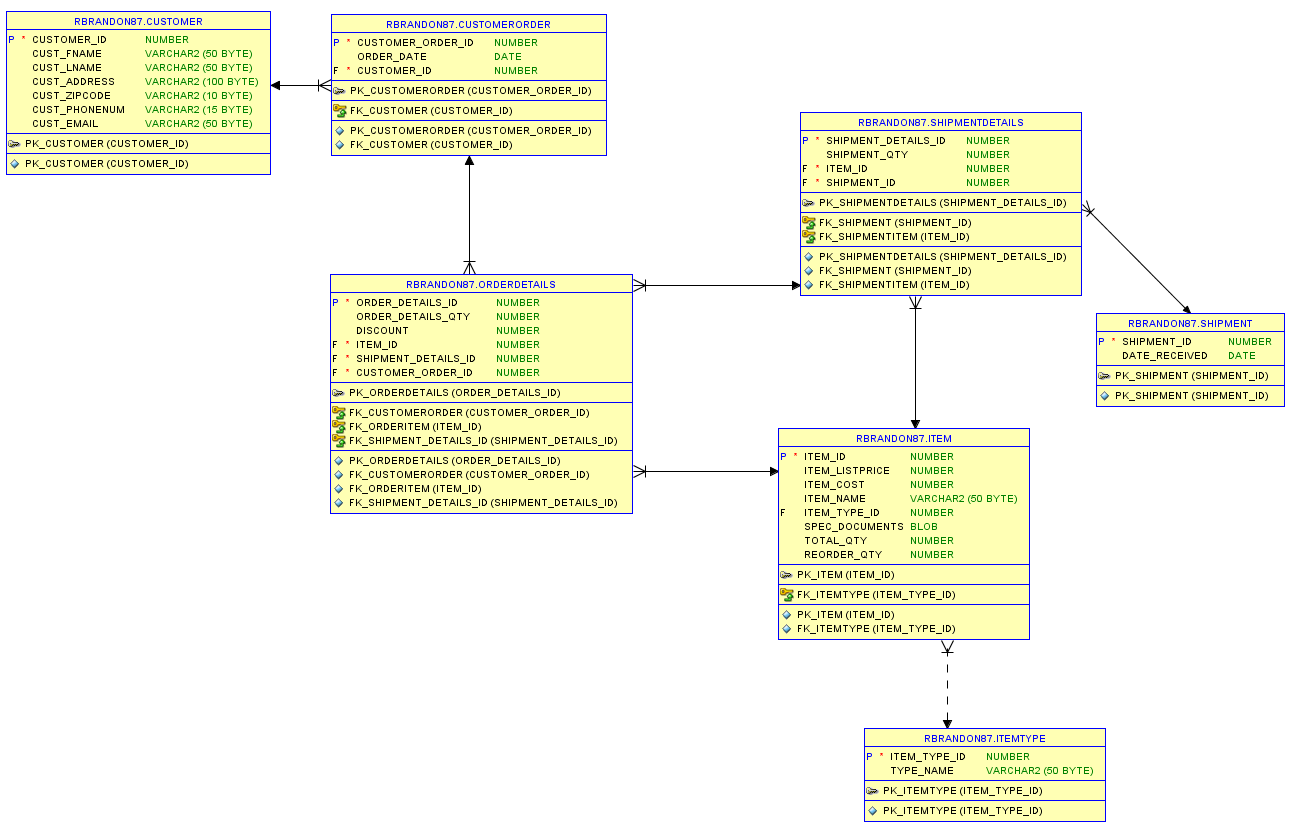 RBRANDON87.CUSTOMER
P * CUSTOMER_ID NUMBER
CUST_FNAME VARCHAR2 (50 BYTE)
CUST_LNAME VARCHAR2 (50 BYTE)
CUST_ADDRESS VARCHAR2 (100 BYTE)
CUST_ZIPCODE VARCHAR2 (10 BYTE)
CUST_PHONENUM VARCHAR2 (15 BYTE)
CUST_EMAIL VARCHAR2 (50 BYTE)
PK_CUSTOMER (CUSTOMER_ID)
PK_CUSTOMER (CUSTOMER_ID)
RBRANDON87.CUSTOMERORDER
P * CUSTOMER_ORDER_ID NUMBER
ORDER_DATE DATE
F * CUSTOMER_ID NUMBER
PK_CUSTOMERORDER (CUSTOMER_ORDER_ID)
FK_CUSTOMER (CUSTOMER_ID)
PK_CUSTOMERORDER (CUSTOMER_ORDER_ID)
FK_CUSTOMER (CUSTOMER_ID)
RBRANDON87.SHIPMENTDETAILS
P * SHIPMENT_DETAILS_ID NUMBER
SHIPMENT_QTY NUMBER
F * ITEM_ID NUMBER
F * SHIPMENT_ID NUMBER
PK_SHIPMENTDETAILS (SHIPMENT_DETAILS_ID)
FK_SHIPMENT (SHIPMENT_ID)
FK_SHIPMENTITEM (ITEM_ID)
PK_SHIPMENTDETAILS (SHIPMENT_DETAILS_ID)
FK_SHIPMENT (SHIPMENT_ID)
FK_SHIPMENTITEM (ITEM_ID)
RBRANDON87.ORDERDETAILS
P * ORDER_DETAILS_ID NUMBER
ORDER_DETAILS_QTY NUMBER
DISCOUNT NUMBER
F * ITEM_ID NUMBER
F * SHIPMENT_DETAILS_ID NUMBER
F * CUSTOMER_ORDER_ID NUMBER
PK_ORDERDETAILS (ORDER_DETAILS_ID)
FK_CUSTOMERORDER (CUSTOMER_ORDER_ID)
FK_ORDERITEM (ITEM_ID)
FK_SHIPMENT_DETAILS_ID (SHIPMENT_DETAILS_ID)
PK_ORDERDETAILS (ORDER_DETAILS_ID)
FK_CUSTOMERORDER (CUSTOMER_ORDER_ID)
FK_ORDERITEM (ITEM_ID)
FK_SHIPMENT_DETAILS_ID (SHIPMENT_DETAILS_ID)
RBRANDON87.SHIPMENT
P * SHIPMENT_ID NUMBER
DATE_RECEIVED DATE
PK_SHIPMENT (SHIPMENT_ID)
PK_SHIPMENT (SHIPMENT_ID)
RBRANDON87.ITEM
P * ITEM_ID NUMBER
ITEM_LISTPRICE NUMBER
ITEM_COST NUMBER
ITEM_NAME VARCHAR2 (50 BYTE)
F ITEM_TYPE_ID NUMBER
SPEC_DOCUMENTS BLOB
TOTAL_QTY NUMBER
REORDER_QTY NUMBER
PK_ITEM (ITEM_ID)
FK_ITEMTYPE (ITEM_TYPE_ID)
PK_ITEM (ITEM_ID)
FK_ITEMTYPE (ITEM_TYPE_ID)
RBRANDON87.ITEMTYPE
P * ITEM_TYPE_ID NUMBER
TYPE_NAME VARCHAR2 (50 BYTE)
PK_ITEMTYPE (ITEM_TYPE_ID)
PK_ITEMTYPE (ITEM_TYPE_ID)